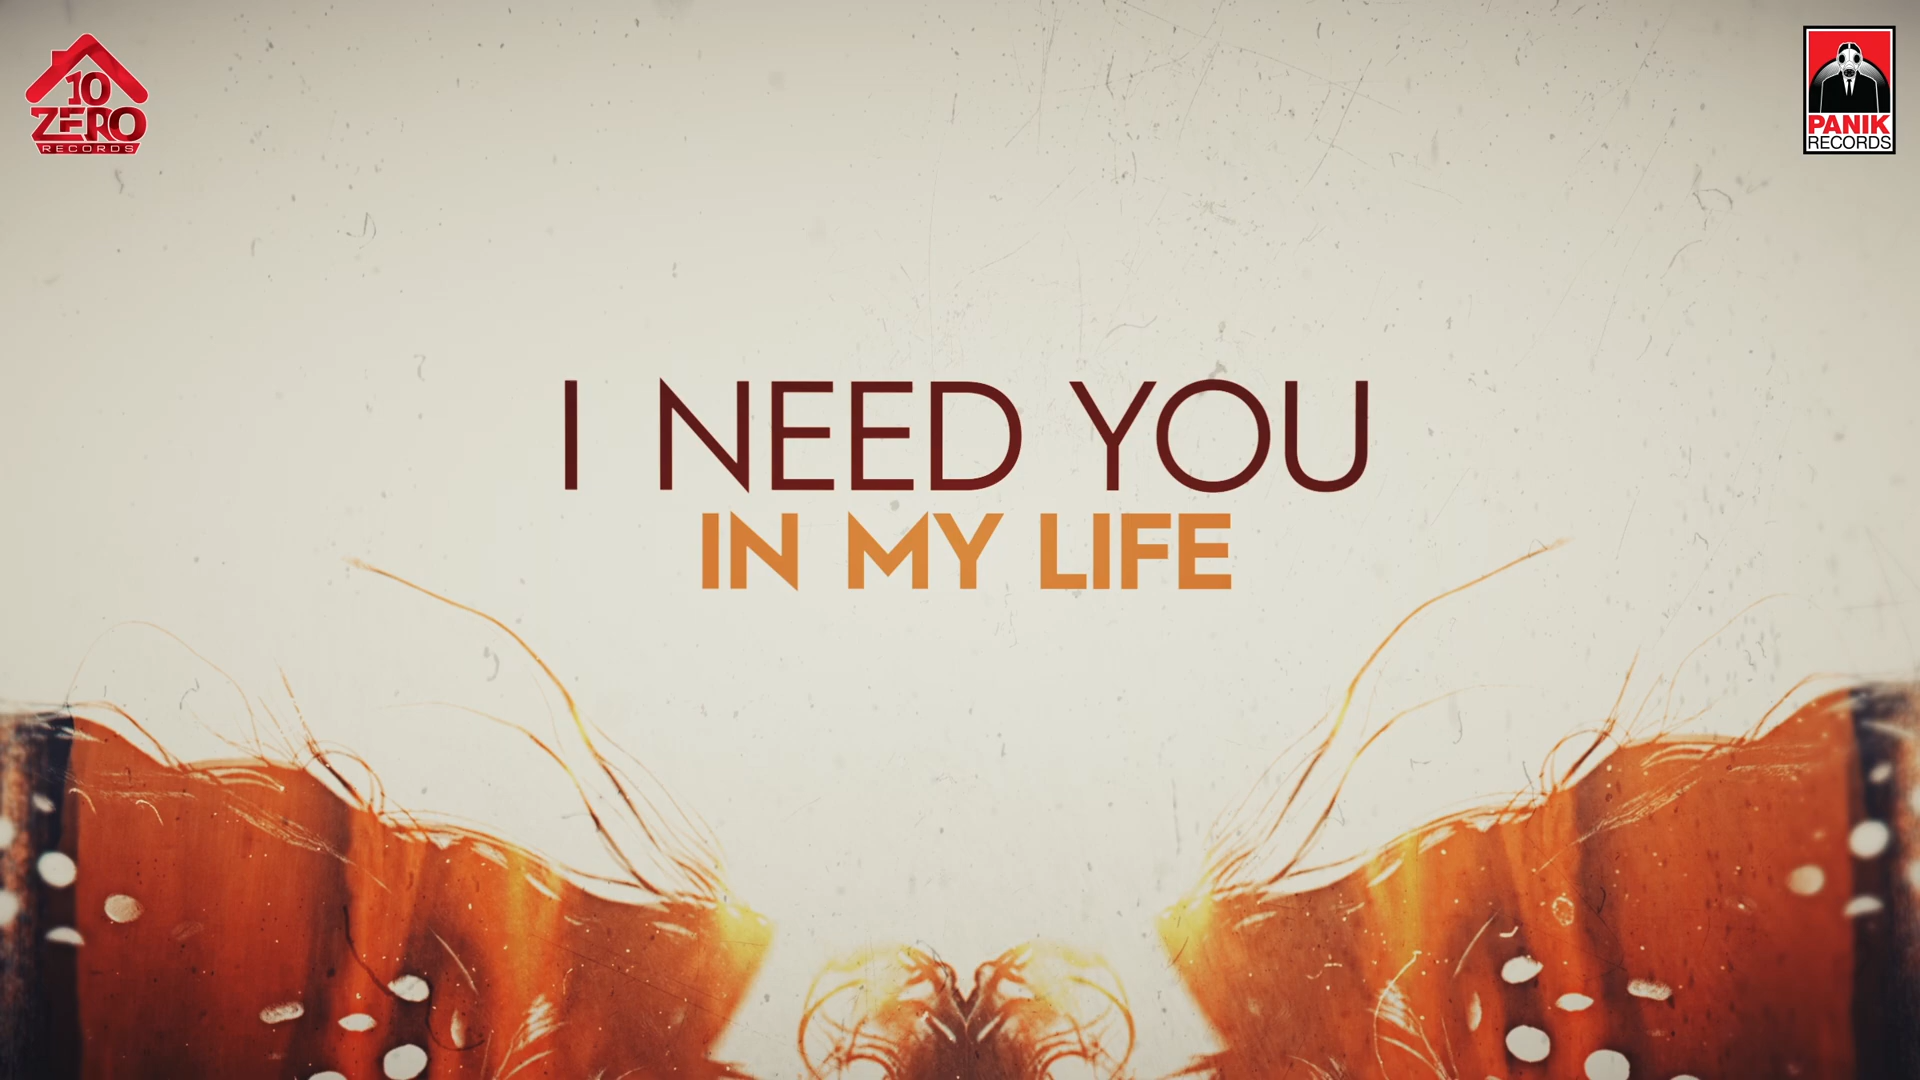 10
ZERO
RECORDS
PANIK
RECORDS
I NEED YOU
IN MY LIFE